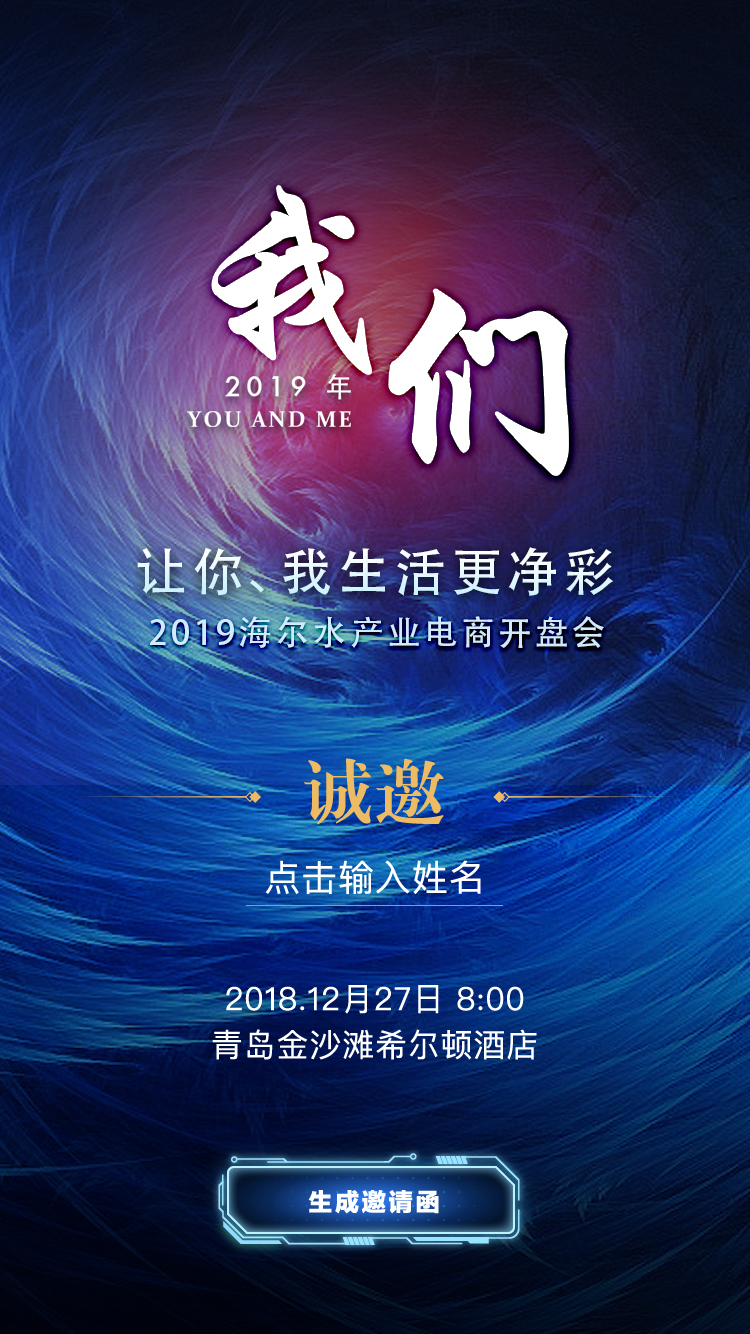 我们
2019 年
YOU AND ME
让你、我生活更净彩
2019海尔水产业电商开盘会
诚邀
点击输入姓名
2018.12月27日 8:00
青岛金沙滩希尔顿酒店
生成邀请函